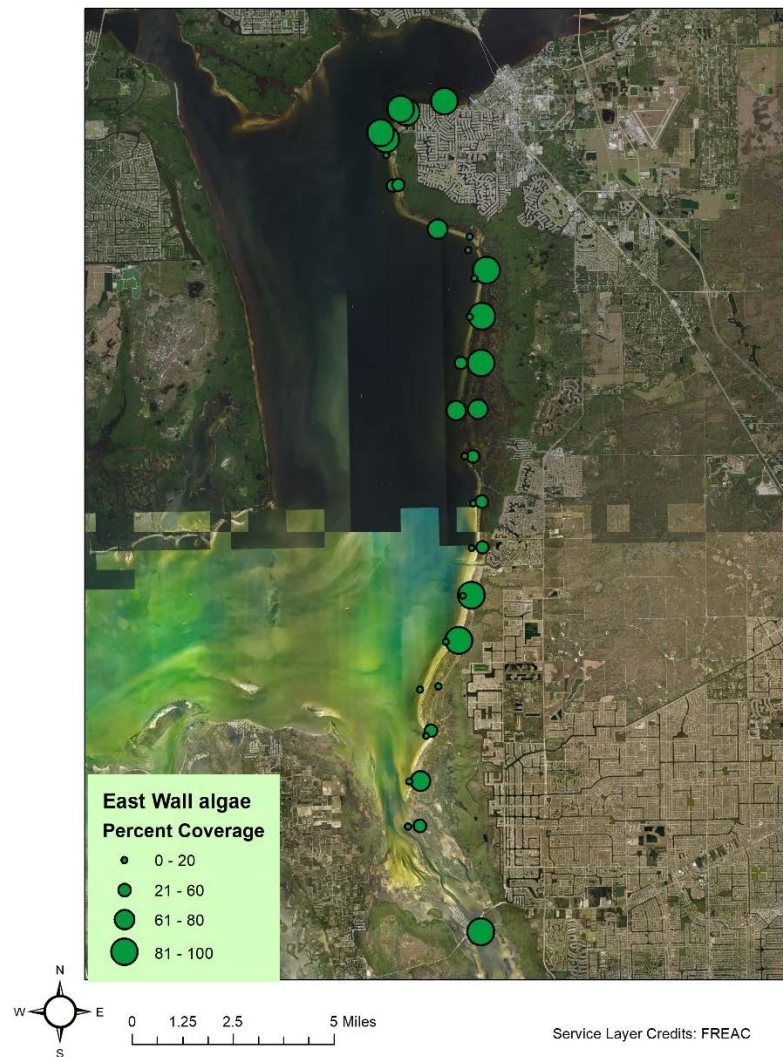 East Wall algae
Percent Coverage
0 - 20
21 - 60
61 - 80
81 - 100
N
W E
S
0 1.25 2.5 5 Miles
Service Layer Credits: FREAC